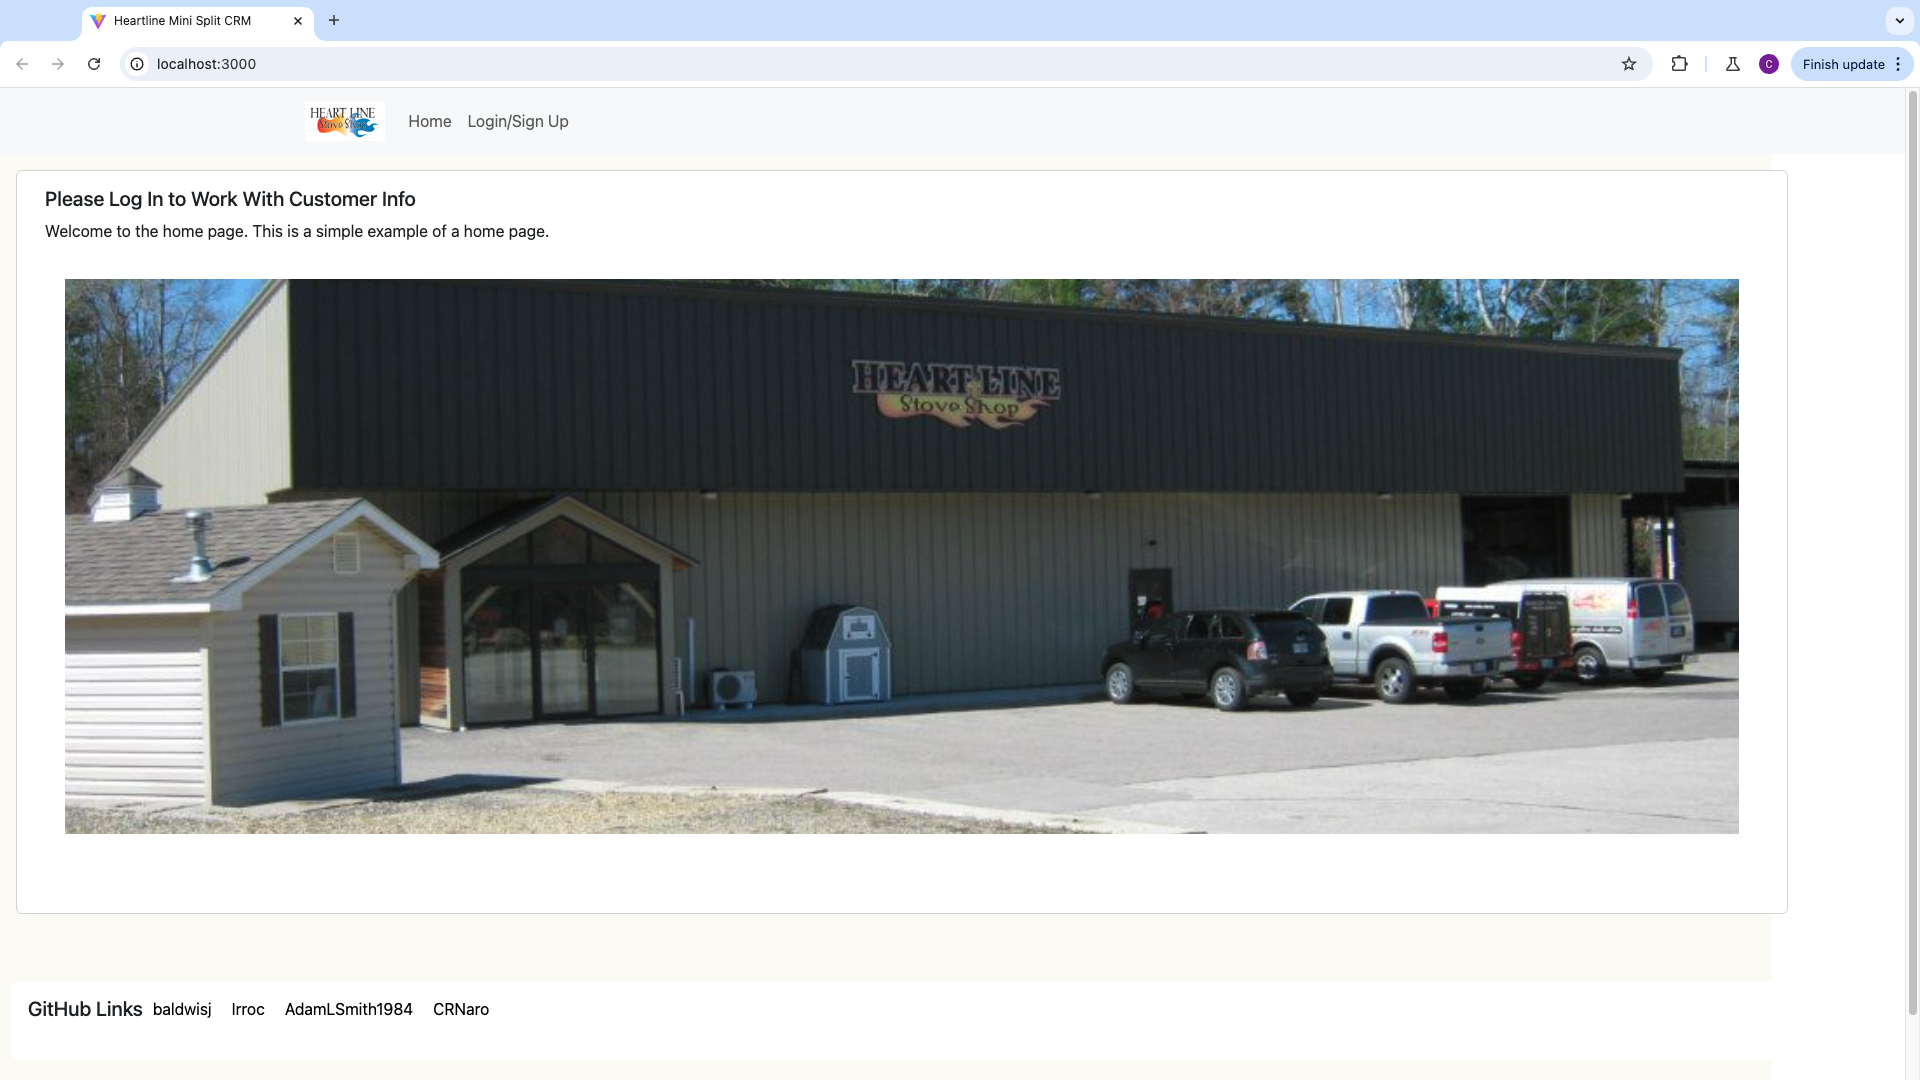 Heartline Mini Split CRM
localhost:3000
C
Finish update
HEART LINE
Stove Shop
Home
Login/Sign Up
Please Log In to Work With Customer Info
Welcome to the home page. This is a simple example of a home page.
HEART LINE
Stove Shop
GitHub Links baldwisj lrroc AdamLSmith1984 CRNaro